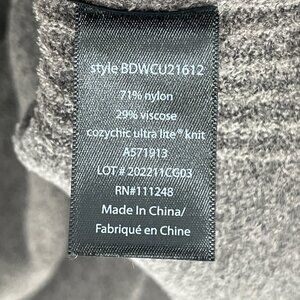 style BDWCU21612
71% nylon
29% viscose
cozychic ultra lite® knit
A571913
LOT # 202211CG03
RN#111248
Made In China/
Fabriqué en Chine